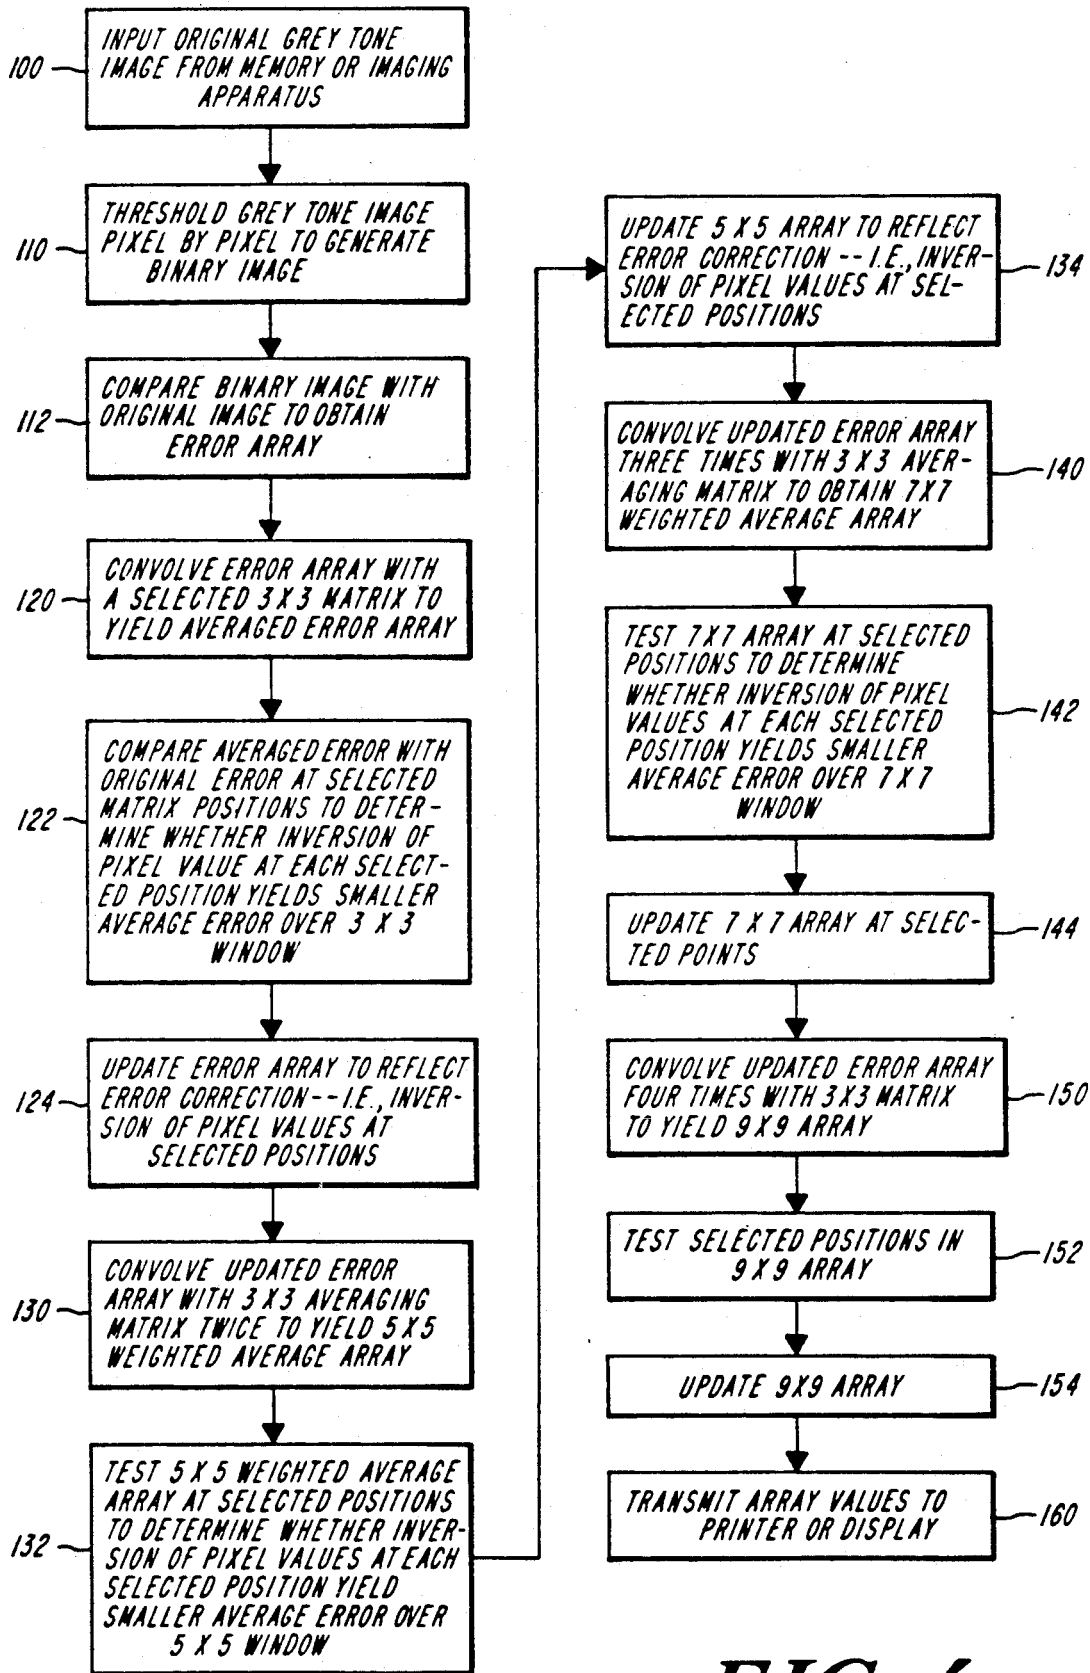 INPUT ORIGINAL GREY TONE
IMAGE FROM MEMORY OR IMAGING
APPARATUS
100
THRESHOLD GREY TONE IMAGE
PIXEL BY PIXEL TO GENERATE
BINARY IMAGE
110
COMPARE BINARY IMAGE WITH
ORIGINAL IMAGE TO OBTAIN
ERROR ARRAY
112
CONVOLVE ERROR ARRAY WITH
A SELECTED 3 X 3 MATRIX TO
YIELD AVERAGED ERROR ARRAY
120
COMPARE AVERAGED ERROR WITH
ORIGINAL ERROR AT SELECTED
MATRIX POSITIONS TO DETER-
MINE WHETHER INVERSION OF
PIXEL VALUE AT EACH SELECT-
ED POSITION YIELDS SMALLER
AVERAGE ERROR OVER 3 X 3
WINDOW
122
UPDATE ERROR ARRAY TO REFLECT
ERROR CORRECTION -- I.E., INVER-
SION OF PIXEL VALUES AT
SELECTED POSITIONS
124
CONVOLVE UPDATED ERROR
ARRAY WITH 3 X 3 AVERAGING
MATRIX TWICE TO YIELD 5 X 5
WEIGHTED AVERAGE ARRAY
130
TEST 5 X 5 WEIGHTED AVERAGE
ARRAY AT SELECTED POSITIONS
TO DETERMINE WHETHER INVER-
SION OF PIXEL VALUES AT EACH
SELECTED POSITION YIELD
SMALLER AVERAGE ERROR OVER
5 X 5 WINDOW
132
UPDATE 5 X 5 ARRAY TO REFLECT
ERROR CORRECTION -- I.E., INVER-
SION OF PIXEL VALUES AT SEL-
ECTED POSITIONS
134
CONVOLVE UPDATED ERROR ARRAY
THREE TIMES WITH 3 X 3 AVER-
AGING MATRIX TO OBTAIN 7 X 7
WEIGHTED AVERAGE ARRAY
140
TEST 7 X 7 ARRAY AT SELECTED
POSITIONS TO DETERMINE
WHETHER INVERSION OF PIXEL
VALUES AT EACH SELECTED
POSITION YIELDS SMALLER
AVERAGE ERROR OVER 7 X 7
WINDOW
142
UPDATE 7 X 7 ARRAY AT SELEC-
TED POINTS
144
CONVOLVE UPDATED ERROR ARRAY
FOUR TIMES WITH 3 X 3 MATRIX
TO YIELD 9 X 9 ARRAY
150
TEST SELECTED POSITIONS IN
9 X 9 ARRAY
152
UPDATE 9 X 9 ARRAY
154
TRANSMIT ARRAY VALUES TO
PRINTER OR DISPLAY
160